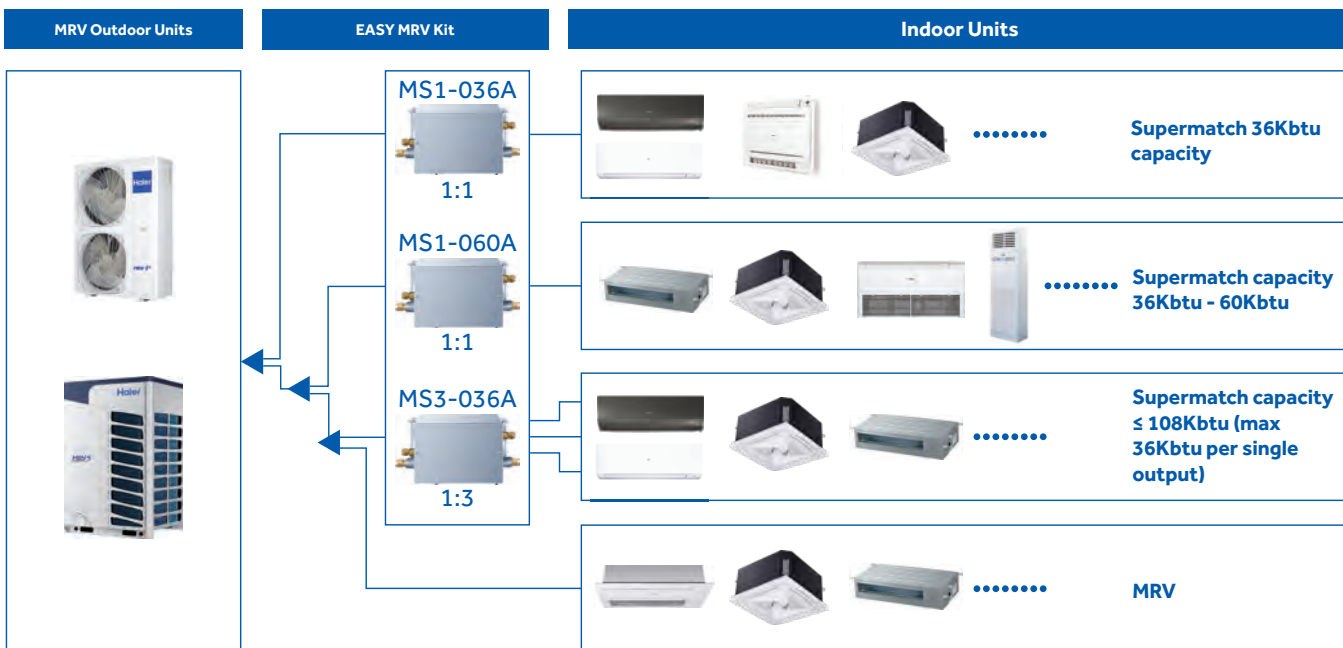 MRV Outdoor Units
EASY MRV Kit
Indoor Units
MS1-036A
1:1
Supermatch 36Kbtu
capacity
MS1-060A
1:1
Supermatch capacity
36Kbtu - 60Kbtu
MS3-036A
1:3
Supermatch capacity
≤ 108Kbtu (max
36Kbtu per single
output)
MRV
Haier
Haier